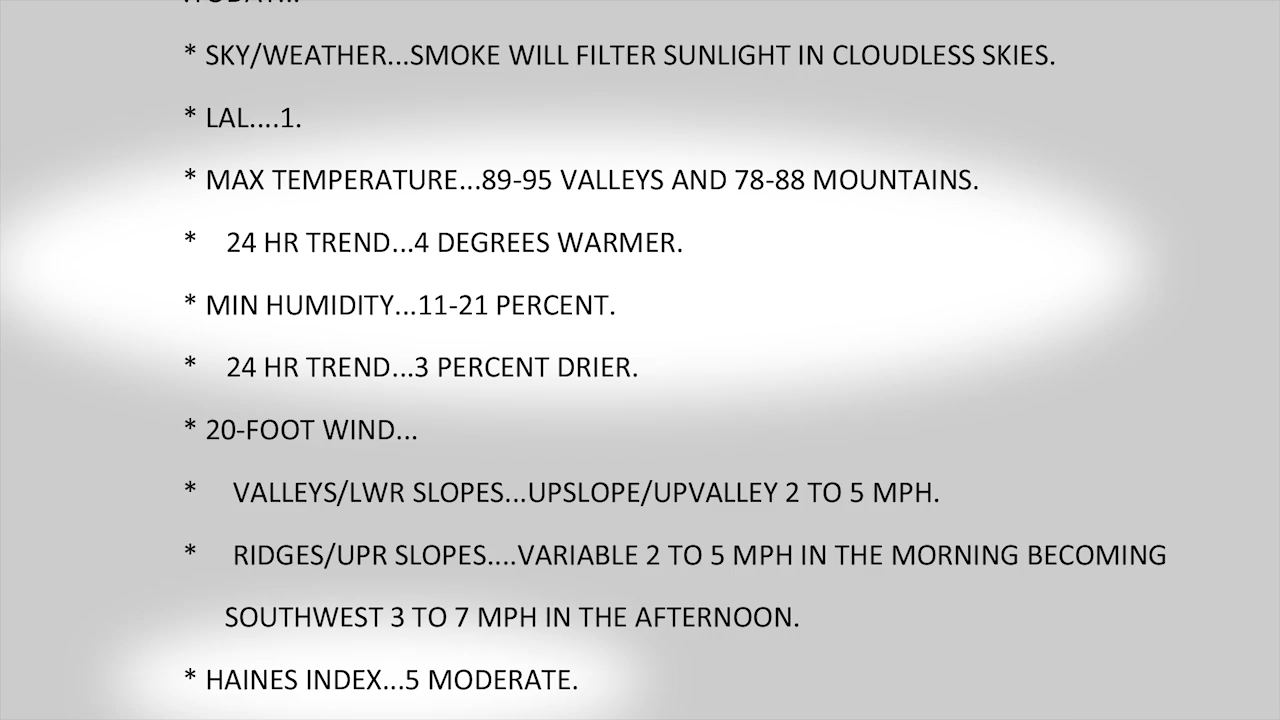 * SKY/WEATHER...SMOKE WILL FILTER SUNLIGHT IN CLOUDLESS SKIES.
* LAL....1.
* MAX TEMPERATURE...89-95 VALLEYS AND 78-88 MOUNTAINS.
*    24 HR TREND...4 DEGREES WARMER.
* MIN HUMIDITY...11-21 PERCENT.
*    24 HR TREND...3 PERCENT DRIER.
* 20-FOOT WIND...
*     VALLEYS/LWR SLOPES...UPSLOPE/UPVALLEY 2 TO 5 MPH.
*     RIDGES/UPR SLOPES....VARIABLE 2 TO 5 MPH IN THE MORNING BECOMING
SOUTHWEST 3 TO 7 MPH IN THE AFTERNOON.
* HAINES INDEX...5 MODERATE.